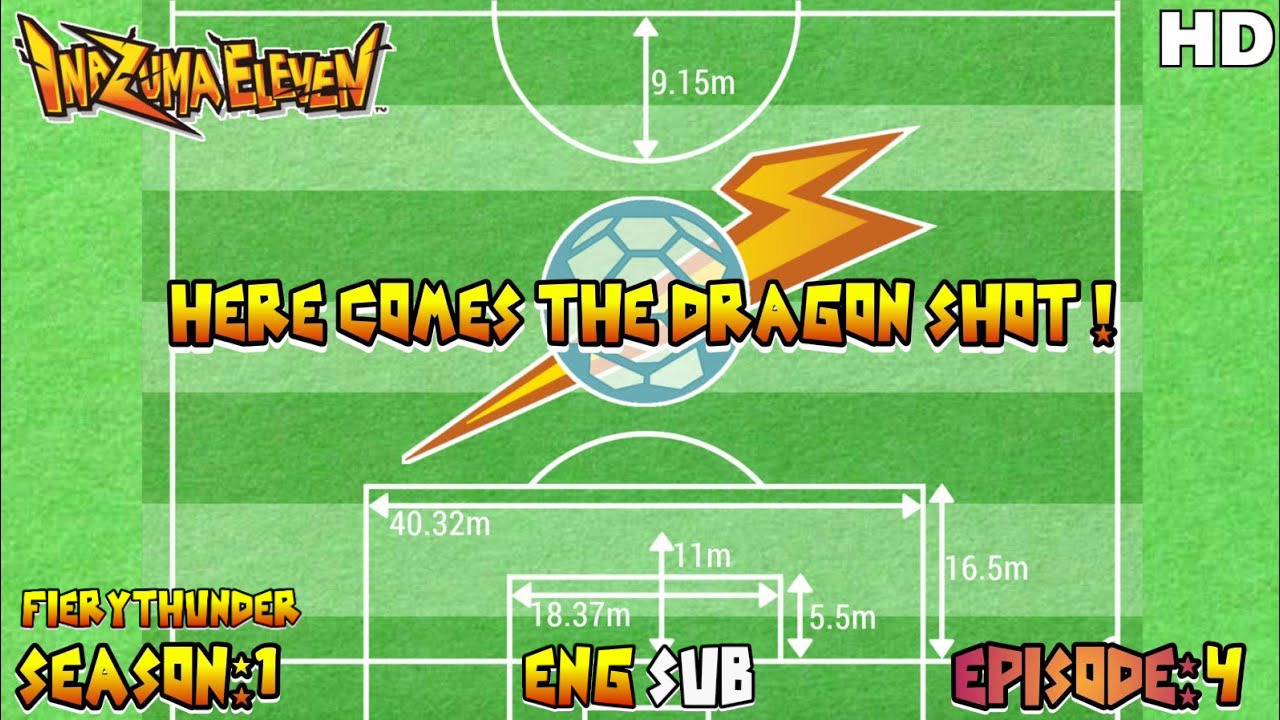 INAZUMA ELEVEN™
HD
9.15m
HERE COMES THE DRAGON SHOT !
40.32m
11m
16.5m
18.37m
5.5m
FIERYTHUNDER
SEASON:1
ENG SUB
EPISODE:4